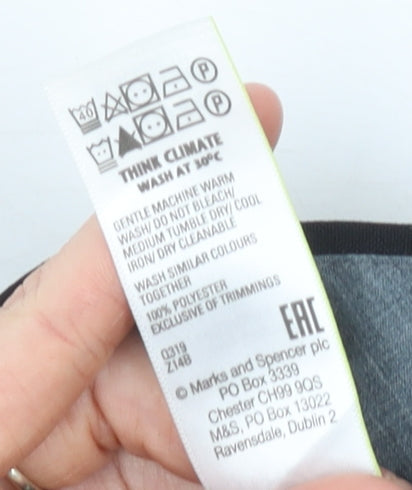 40 P
P
THINK CLIMATE
WASH AT 30°C
GENTLE MACHINE WARM
WASH/ DO NOT BLEACH/
MEDIUM TUMBLE DRY/ COOL
IRON/ DRY CLEANABLE
WASH SIMILAR COLOURS
TOGETHER
100% POLYESTER
EXCLUSIVE OF TRIMMINGS
EAC
Q319
Z14B
© Marks and Spencer plc
PO Box 3339
Chester CH99 9QS
M&S, PO Box 13022
Ravensdale, Dublin 2